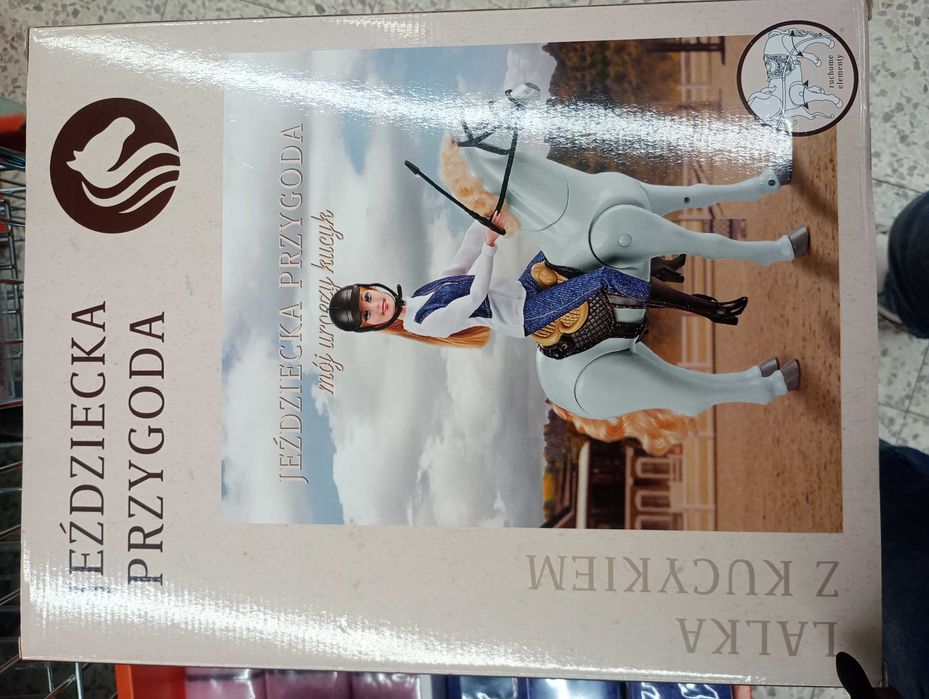 JEŹDZIECKA
PRZYGODA
JEŹDZIECKA PRZYGODA
mój uroczy kucyk
ruchome
elementy
LALKA
Z KUCYKIEM